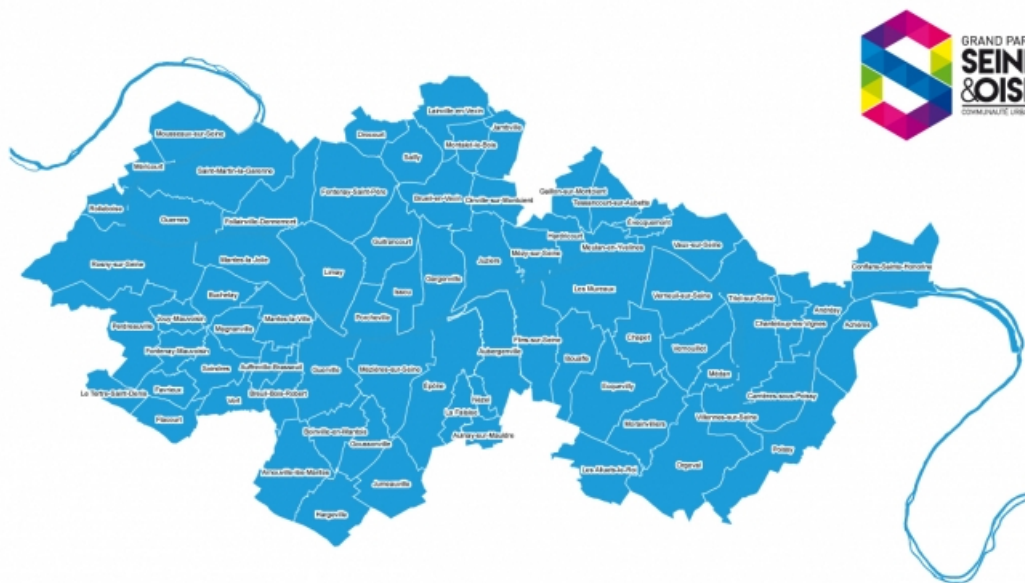 GRAND PAR
SEINE
&OISE
COMMUNAUTÉ URBA
Lainville-en-Vexin
Jambville
Mousseaux-sur-Seine
Drocourt
Montalet-le-Bois
Sailly
Méricourt
Saint-Martin-la-Garenne
Fontenay-Saint-Père
Gaillon-sur-Montcient
Brueil-en-Vexin
Oinville-sur-Montcient
Tessancourt-sur-Aubette
Rolleboise
Guernes
Follainville-Dennemont
Évecquemont
Hardricourt
Guitrancourt
Meulan-en-Yvelines
Vaux-sur-Seine
Mézy-sur-Seine
Rosny-sur-Seine
Mantes-la-Jolie
Juziers
Conflans-Sainte-Honorine
Limay
Gargenville
Issou
Les Mureaux
Buchelay
Verneuil-sur-Seine
Triel-sur-Seine
Andrésy
Perdreauville
Jouy-Mauvoisin
Mantes-la-Ville
Porcheville
Chanteloup-les-Vignes
Achères
Magnanville
Flins-sur-Seine
Chapet
Vernouillet
Fontenay-Mauvoisin
Aubergenville
Bouafle
Soindres
Auffreville-Brasseuil
Guerville
Mézières-sur-Seine
Médan
Le Tertre-Saint-Denis
Favrieux
Vert
Breuil-Bois-Robert
Épône
Ecquevilly
Carrières-sous-Poissy
Nézel
Flacourt
La Falaise
Villennes-sur-Seine
Morainvilliers
Boinville-en-Mantois
Aulnay-sur-Mauldre
Goussonville
Poissy
Orgeval
Arnouville-lès-Mantes
Les Alluets-le-Roi
Jumeauville
Hargeville